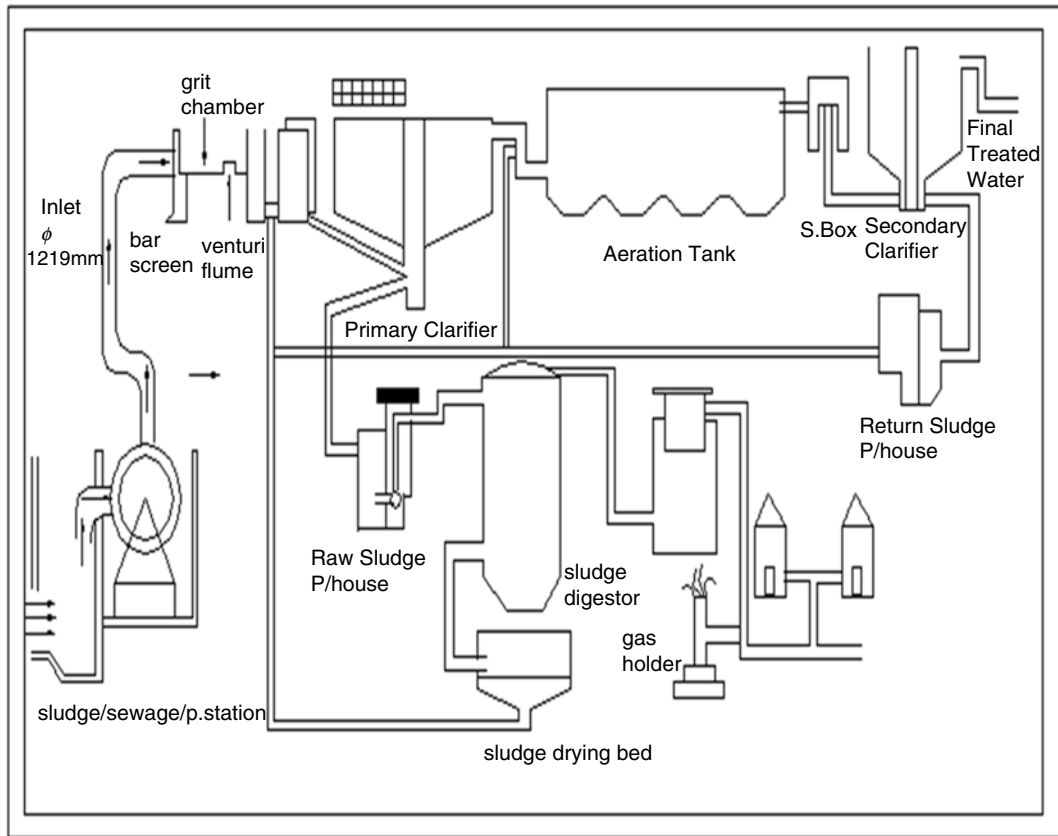 grit
chamber
Inlet
ϕ
1219mm
bar
screen
venturi
flume
Primary Clarifier
Aeration Tank
S.Box
Secondary
Clarifier
Final
Treated
Water
Return Sludge
P/house
Raw Sludge
P/house
sludge
digestor
gas
holder
sludge/sewage/p.station
sludge drying bed